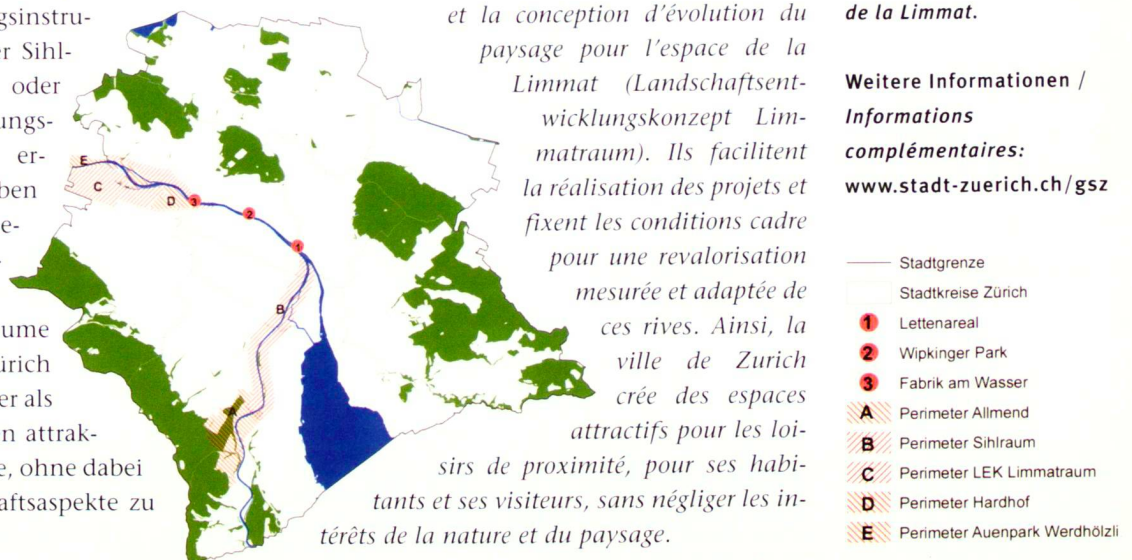 gsinstru-
er Sihl-
oder
ungs-
er-
ben
e-
ume
ürich
er als
n attrak-
e, ohne dabei
aftsaspekte zu
et la conception d'évolution du
paysage pour l'espace de la
Limmat (Landschaftsent-
wicklungskonzept Lim-
matraum). Ils facilitent
la réalisation des projets et
fixent les conditions cadre
pour une revalorisation
mesurée et adaptée de
ces rives. Ainsi, la
ville de Zurich
crée des espaces
attractifs pour les loi-
sirs de proximité, pour ses habi-
tants et ses visiteurs, sans négliger les in-
térêts de la nature et du paysage.
E
C
D
3
2
1
B
A
de la Limmat.
Weitere Informationen /
Informations
complémentaires:
www.stadt-zuerich.ch/gsz
Stadtgrenze
Stadtkreise Zürich
1 Lettenareal
2 Wipkinger Park
3 Fabrik am Wasser
A Perimeter Allmend
B Perimeter Sihlraum
C Perimeter LEK Limmatraum
D Perimeter Hardhof
E Perimeter Auenpark Werdhölzli